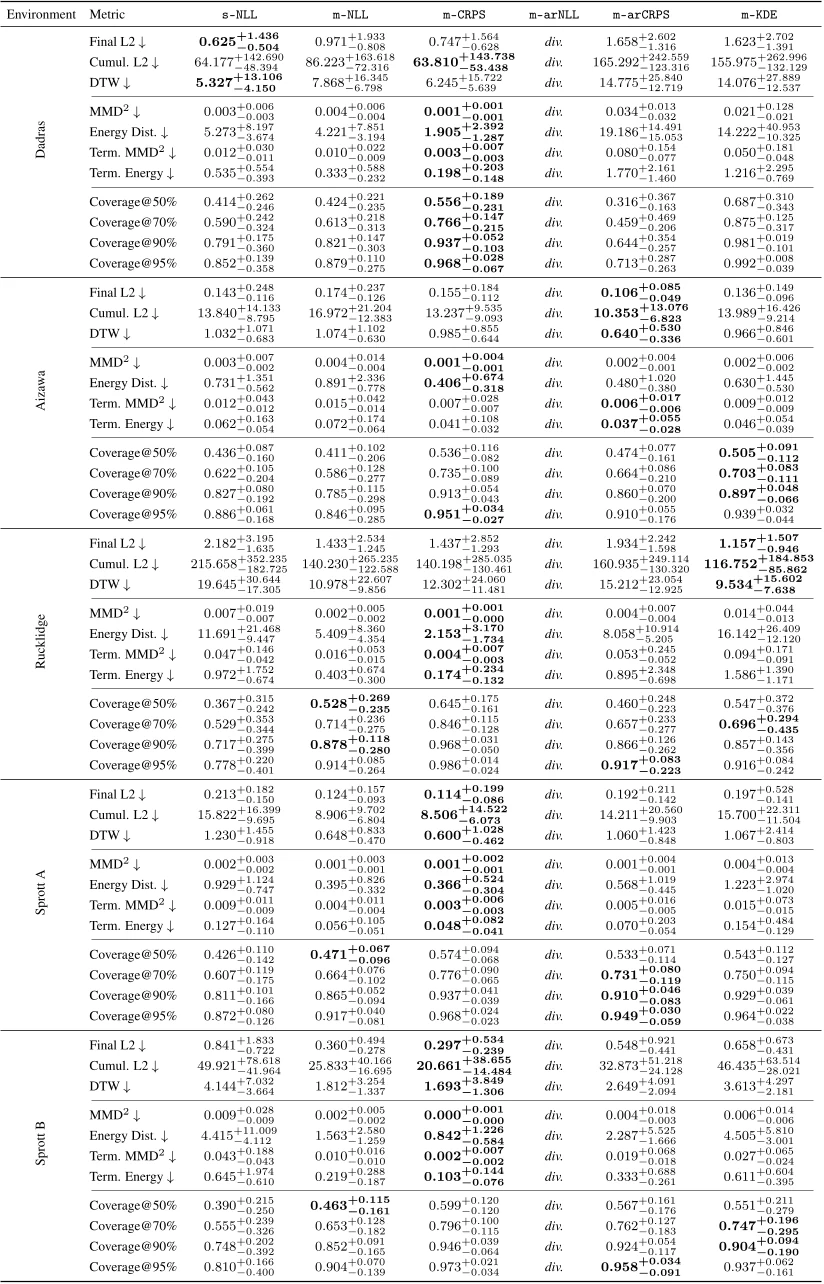 Environment Metric s-NLL m-NLL m-CRPS m-arNLL m-arCRPS m-KDE
Dadras
Final L2 ↓ 0.625+1.436−0.504 0.971+1.933−0.808 0.747+1.564−0.628 div. 1.658+2.602−1.316 1.623+2.702−1.391
Cumul. L2 ↓ 64.177+142.690−48.394 86.223+163.618−72.316 63.810+143.738−53.438 div. 165.292+242.559−123.316 155.975+262.996−132.129
DTW ↓ 5.327+13.106−4.150 7.868+16.345−6.798 6.245+15.722−5.639 div. 14.775+25.840−12.719 14.076+27.889−12.537
MMD2 ↓ 0.003+0.006−0.003 0.004+0.006−0.004 0.001+0.001−0.001 div. 0.034+0.013−0.032 0.021+0.128−0.021
Energy Dist. ↓ 5.273+8.197−3.674 4.221+7.851−3.194 1.905+2.392−1.287 div. 19.186+14.491−15.053 14.222+40.953−10.325
Term. MMD2 ↓ 0.012+0.030−0.011 0.010+0.022−0.009 0.003+0.007−0.003 div. 0.080+0.154−0.077 0.050+0.181−0.048
Term. Energy ↓ 0.535+0.554−0.393 0.333+0.588−0.232 0.198+0.203−0.148 div. 1.770+2.161−1.460 1.216+2.295−0.769
Coverage@50% 0.414+0.262−0.246 0.424+0.221−0.235 0.556+0.189−0.231 div. 0.316+0.367−0.163 0.687+0.310−0.343
Coverage@70% 0.590+0.242−0.324 0.613+0.218−0.313 0.766+0.147−0.215 div. 0.459+0.469−0.206 0.875+0.125−0.317
Coverage@90% 0.791+0.175−0.360 0.821+0.147−0.303 0.937+0.052−0.103 div. 0.644+0.354−0.257 0.981+0.019−0.101
Coverage@95% 0.852+0.139−0.358 0.879+0.110−0.275 0.968+0.028−0.067 div. 0.713+0.287−0.263 0.992+0.008−0.039
Aizawa
Final L2 ↓ 0.143+0.248−0.116 0.174+0.237−0.126 0.155+0.184−0.112 div. 0.106+0.085−0.049 0.136+0.149−0.096
Cumul. L2 ↓ 13.840+14.133−8.795 16.972+21.204−12.383 13.237+9.535−9.093 div. 10.353+13.076−6.823 13.989+16.426−9.214
DTW ↓ 1.032+1.071−0.683 1.074+1.102−0.630 0.985+0.855−0.644 div. 0.640+0.530−0.336 0.966+0.846−0.601
MMD2 ↓ 0.003+0.007−0.002 0.004+0.014−0.004 0.001+0.004−0.001 div. 0.002+0.004−0.001 0.002+0.006−0.002
Energy Dist. ↓ 0.731+1.351−0.562 0.891+2.336−0.778 0.406+0.674−0.318 div. 0.480+1.020−0.380 0.630+1.445−0.530
Term. MMD2 ↓ 0.012+0.043−0.012 0.015+0.042−0.014 0.007+0.028−0.007 div. 0.006+0.017−0.006 0.009+0.012−0.009
Term. Energy ↓ 0.062+0.163−0.054 0.072+0.174−0.064 0.041+0.108−0.032 div. 0.037+0.055−0.028 0.046+0.054−0.039
Coverage@50% 0.436+0.087−0.160 0.411+0.102−0.206 0.536+0.116−0.082 div. 0.474+0.077−0.161 0.505+0.091−0.112
Coverage@70% 0.622+0.105−0.204 0.586+0.128−0.277 0.735+0.100−0.089 div. 0.664+0.086−0.210 0.703+0.083−0.111
Coverage@90% 0.827+0.080−0.192 0.785+0.115−0.298 0.913+0.054−0.043 div. 0.860+0.070−0.200 0.897+0.048−0.066
Coverage@95% 0.886+0.061−0.168 0.846+0.095−0.285 0.951+0.034−0.027 div. 0.910+0.055−0.176 0.939+0.032−0.044
Rucklidge
Final L2 ↓ 2.182+3.195−1.635 1.433+2.534−1.245 1.437+2.852−1.293 div. 1.934+2.242−1.598 1.157+1.507−0.946
Cumul. L2 ↓ 215.658+352.235−182.725 140.230+265.235−122.588 140.198+285.035−130.461 div. 160.935+249.114−130.320 116.752+184.853−85.862
DTW ↓ 19.645+30.644−17.305 10.978+22.607−9.856 12.302+24.060−11.481 div. 15.212+23.054−12.925 9.534+15.602−7.638
MMD2 ↓ 0.007+0.019−0.007 0.002+0.005−0.002 0.001+0.001−0.000 div. 0.004+0.007−0.004 0.014+0.044−0.013
Energy Dist. ↓ 11.691+21.468−9.447 5.409+8.360−4.354 2.153+3.170−1.734 div. 8.058+10.914−5.205 16.142+26.409−12.120
Term. MMD2 ↓ 0.047+0.146−0.042 0.016+0.053−0.015 0.004+0.007−0.003 div. 0.053+0.245−0.052 0.094+0.171−0.091
Term. Energy ↓ 0.972+1.752−0.674 0.403+0.674−0.300 0.174+0.234−0.132 div. 0.895+2.348−0.698 1.586+1.390−1.171
Coverage@50% 0.367+0.315−0.242 0.528+0.269−0.235 0.645+0.175−0.161 div. 0.460+0.248−0.223 0.547+0.372−0.376
Coverage@70% 0.529+0.353−0.344 0.714+0.236−0.275 0.846+0.115−0.128 div. 0.657+0.233−0.277 0.696+0.294−0.435
Coverage@90% 0.717+0.275−0.399 0.878+0.118−0.280 0.968+0.031−0.050 div. 0.866+0.126−0.262 0.857+0.143−0.356
Coverage@95% 0.778+0.220−0.401 0.914+0.085−0.264 0.986+0.014−0.024 div. 0.917+0.083−0.223 0.916+0.084−0.242
Sprott A
Final L2 ↓ 0.213+0.182−0.150 0.124+0.157−0.093 0.114+0.199−0.086 div. 0.192+0.211−0.142 0.197+0.528−0.141
Cumul. L2 ↓ 15.822+16.399−9.695 8.906+9.702−6.804 8.506+14.522−6.073 div. 14.211+20.560−9.903 15.700+22.311−11.504
DTW ↓ 1.230+1.455−0.918 0.648+0.833−0.470 0.600+1.028−0.462 div. 1.060+1.423−0.848 1.067+2.414−0.803
MMD2 ↓ 0.002+0.003−0.002 0.001+0.003−0.001 0.001+0.002−0.001 div. 0.001+0.004−0.001 0.004+0.013−0.004
Energy Dist. ↓ 0.929+1.124−0.747 0.395+0.826−0.332 0.366+0.524−0.304 div. 0.568+1.019−0.445 1.223+2.974−1.020
Term. MMD2 ↓ 0.009+0.011−0.009 0.004+0.011−0.004 0.003+0.006−0.003 div. 0.005+0.016−0.005 0.015+0.073−0.015
Term. Energy ↓ 0.127+0.164−0.110 0.056+0.105−0.051 0.048+0.082−0.041 div. 0.070+0.203−0.054 0.154+0.484−0.129
Coverage@50% 0.426+0.110−0.142 0.471+0.067−0.096 0.574+0.094−0.068 div. 0.533+0.071−0.114 0.543+0.112−0.127
Coverage@70% 0.607+0.119−0.175 0.664+0.076−0.102 0.776+0.090−0.065 div. 0.731+0.080−0.119 0.750+0.094−0.115
Coverage@90% 0.811+0.101−0.166 0.865+0.052−0.094 0.937+0.041−0.039 div. 0.910+0.046−0.083 0.929+0.039−0.061
Coverage@95% 0.872+0.080−0.126 0.917+0.040−0.081 0.968+0.024−0.023 div. 0.949+0.030−0.059 0.964+0.022−0.038
Sprott B
Final L2 ↓ 0.841+1.833−0.722 0.360+0.494−0.278 0.297+0.534−0.239 div. 0.548+0.921−0.441 0.658+0.673−0.431
Cumul. L2 ↓ 49.921+78.618−41.964 25.833+40.166−16.695 20.661+38.655−14.484 div. 32.873+51.218−24.128 46.435+63.514−28.021
DTW ↓ 4.144+7.032−3.664 1.812+3.254−1.337 1.693+3.849−1.306 div. 2.649+4.091−2.094 3.613+4.297−2.181
MMD2 ↓ 0.009+0.028−0.009 0.002+0.005−0.002 0.000+0.001−0.000 div. 0.004+0.018−0.003 0.006+0.014−0.006
Energy Dist. ↓ 4.415+11.009−4.112 1.563+2.580−1.259 0.842+1.226−0.584 div. 2.287+5.525−1.666 4.505+5.810−3.001
Term. MMD2 ↓ 0.043+0.188−0.043 0.010+0.016−0.010 0.002+0.007−0.002 div. 0.019+0.068−0.018 0.027+0.065−0.024
Term. Energy ↓ 0.645+1.974−0.610 0.219+0.288−0.187 0.103+0.144−0.076 div. 0.333+0.688−0.261 0.611+0.604−0.395
Coverage@50% 0.390+0.215−0.250 0.463+0.115−0.161 0.599+0.120−0.120 div. 0.567+0.161−0.176 0.551+0.211−0.279
Coverage@70% 0.555+0.239−0.326 0.653+0.128−0.182 0.796+0.100−0.115 div. 0.762+0.127−0.183 0.747+0.196−0.295
Coverage@90% 0.748+0.202−0.392 0.852+0.091−0.165 0.946+0.039−0.064 div. 0.924+0.054−0.117 0.904+0.094−0.190
Coverage@95% 0.810+0.166−0.400 0.904+0.070−0.139 0.973+0.021−0.034 div. 0.958+0.034−0.091 0.937+0.062−0.161